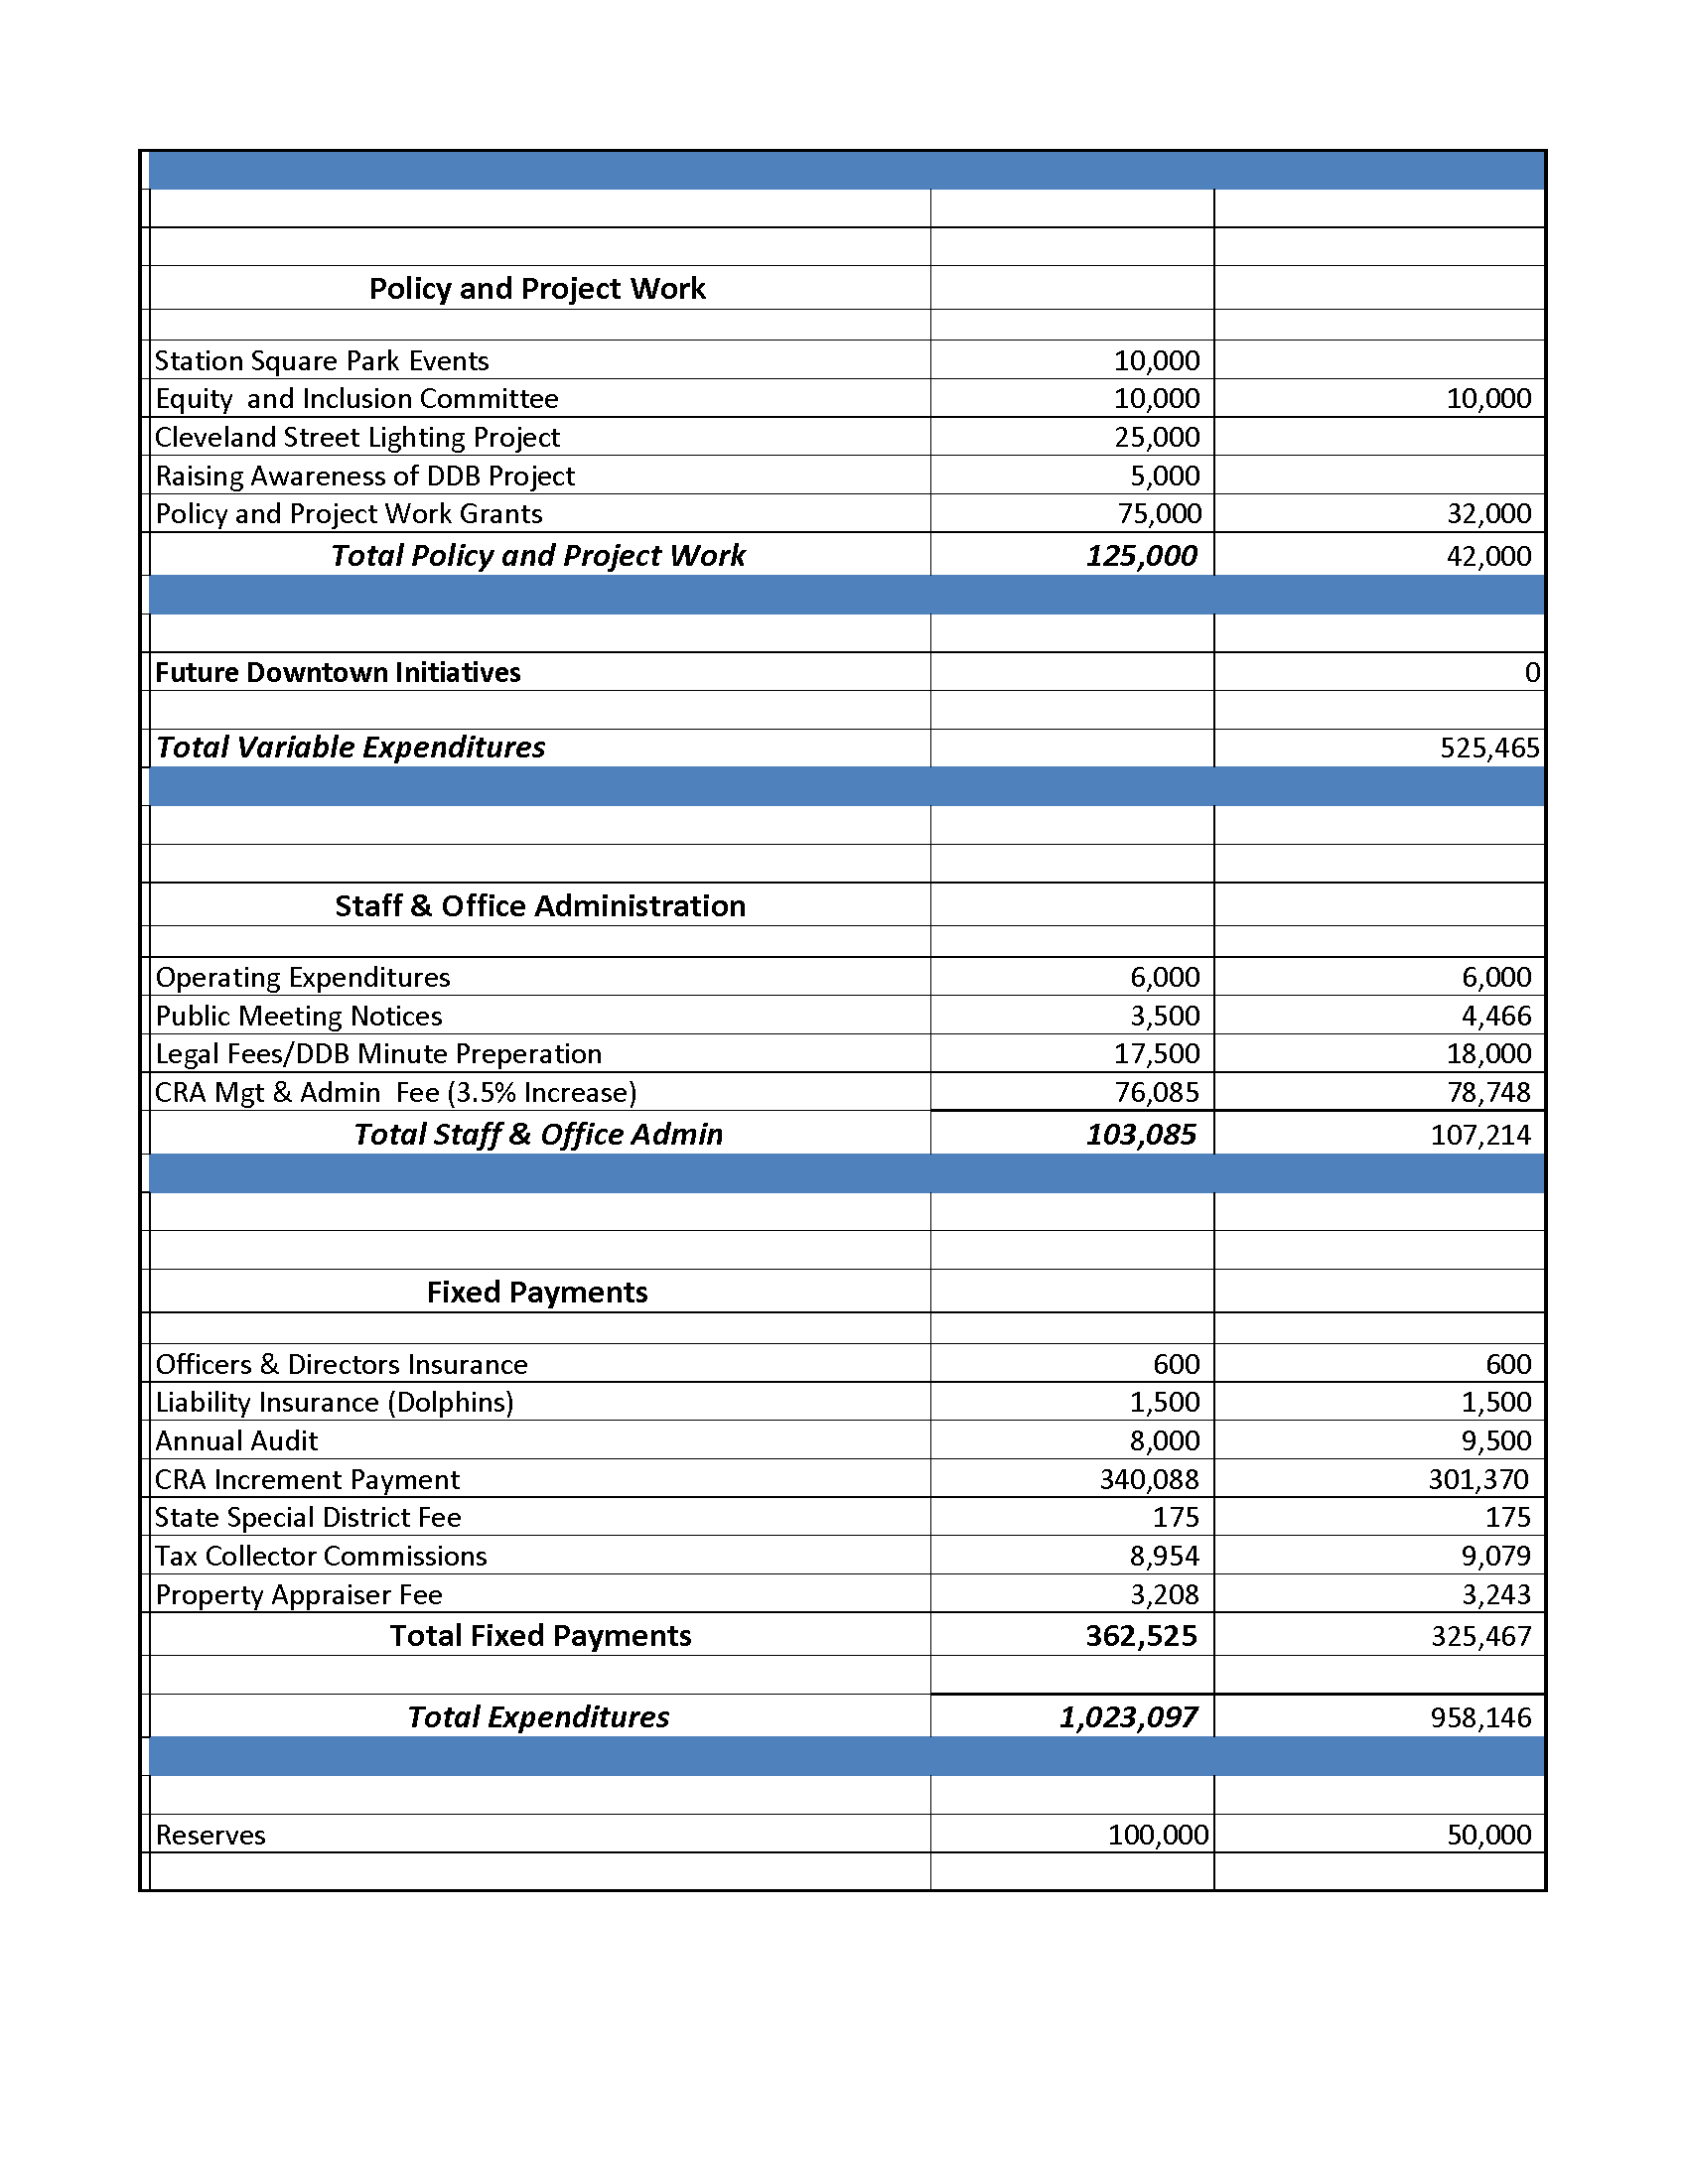 Policy and Project Work
Station Square Park Events 10,000
Equity and Inclusion Committee 10,000 10,000
Cleveland Street Lighting Project 25,000
Raising Awareness of DDB Project 5,000
Policy and Project Work Grants 75,000 32,000
Total Policy and Project Work 125,000 42,000
Future Downtown Initiatives 0
Total Variable Expenditures 525,465
Staff & Office Administration
Operating Expenditures 6,000 6,000
Public Meeting Notices 3,500 4,466
Legal Fees/DDB Minute Preperation 17,500 18,000
CRA Mgt & Admin Fee (3.5% Increase) 76,085 78,748
Total Staff & Office Admin 103,085 107,214
Fixed Payments
Officers & Directors Insurance 600 600
Liability Insurance (Dolphins) 1,500 1,500
Annual Audit 8,000 9,500
CRA Increment Payment 340,088 301,370
State Special District Fee 175 175
Tax Collector Commissions 8,954 9,079
Property Appraiser Fee 3,208 3,243
Total Fixed Payments 362,525 325,467
Total Expenditures 1,023,097 958,146
Reserves 100,000 50,000